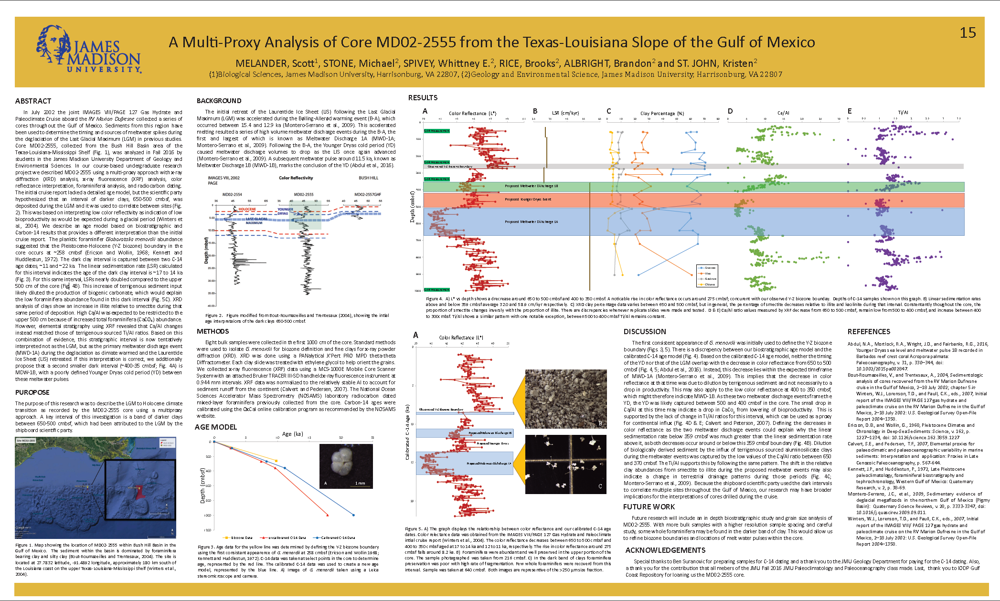 15
JAMES
MADISON
UNIVERSITY.
A Multi-Proxy Analysis of Core MD02-2555 from the Texas-Louisiana Slope of the Gulf of Mexico
MELANDER, Scott1, STONE, Michael2, SPIVEY, Whittney E.2, RICE, Brooks2, ALBRIGHT, Brandon2 and ST. JOHN, Kristen2
(1)Biological Sciences, James Madison University, Harrisonburg, VA 22807, (2)Geology and Environmental Science, James Madison University, Harrisonburg, VA 22807
ABSTRACT
In July 2002 the joint IMAGES VIII/PAGE 127 Gas Hydrate and
Paleoclimate Cruise aboard the RV Marion Dufresne collected a series of
cores throughout the Gulf of Mexico. Sediments from this region have
been used to determine the timing and sources of meltwater spikes during
the deglaciation of the Last Glacial Maximum (LGM) in previous studies.
Core MD02-2555, collected from the Bush Hill Basin area of the
Texas-Louisiana-Mississippi Shelf (Fig. 1), was analyzed in Fall 2016 by
students in the James Madison University Department of Geology and
Environmental Sciences. In our course-based undergraduate research
project we described MD02-2555 using a multi-proxy approach with x-ray
diffraction (XRD) analysis, x-ray fluorescence (XRF) analysis, color
reflectance interpretation, foraminiferal analysis, and radiocarbon dating.
The initial cruise report lacked a detailed age model, but the scientific party
hypothesized that an interval of darker clays, 650-500 cmbsf, was
deposited during the LGM and it was used to correlate between sites (Fig.
2). This was based on interpreting low color reflectivity as indication of low
bioproductivity as would be expected during a glacial period (Winters et
al., 2004). We describe an age model based on biostratigraphic and
Carbon-14 results that provides a different interpretation than the initial
cruise report. The planktic foraminifer Globoratalia menardii abundance
suggested that the Pleistocene-Holocene (Y-Z biozone) boundary in the
core occurs at ~258 cmbsf (Ericson and Wollin, 1968; Kennett and
Huddlestun, 1972). The dark clay interval is captured between two C-14
age dates, ~11 and ~22 ka. The linear sedimentation rate (LSR) calculated
for this interval indicates the age of the dark clay interval is ~17 to 14 ka
(Fig. 3). For this same interval, LSRs nearly doubled compared to the upper
500 cm of the core (Fig. 4B). This increase of terrigenous sediment input
likely diluted the production of biogenic carbonate, which would explain
the low foraminifera abundance found in this dark interval (Fig. 5C). XRD
analysis of clays show an increase in illite relative to smectite during that
same period of deposition. High Ca/Al was expected to be restricted to the
upper 500 cm because of increased total foraminifera (CaCO3) abundance.
However, elemental stratigraphy using XRF revealed that Ca/Al changes
instead matched those of terrigenous-sourced Ti/Al ratios. Based on this
combination of evidence, this stratigraphic interval is now tentatively
interpreted not as the LGM, but as the primary meltwater discharge event
(MWD-1A) during the deglaciation as climate warmed and the Laurentide
Ice Sheet (LIS) retreated. If this interpretation is correct, we additionally
propose that a second smaller dark interval (~400-35 cmbsf; Fig. 4A) is
MDW-1B, with a poorly defined Younger Dryas cold period (YD) between
these meltwater pulses.
PUROPOSE
The purpose of this research was to describe the LGM to Holocene climate
transition as recorded by the MD02-2555 core using a multiproxy
approach. A key interval of this investigation is a band of darker clays
between 650-500 cmbsf, which had been attributed to the LGM by the
shipboard scientific party.
Site MD02-2555
Figure 1. Map showing the location of MD02-2555 within Bush Hill Basin in the
Gulf of Mexico. The sediment within the basin is dominated by foraminifera
bearing clay and silty clay (Bout-Roumazeilles and Trentesaux, 2004). The site is
located at 27.7832 latitude, -91.4892 longitude, approximately 180 km south of
the Louisiana coast on the upper Texas-Louisiana-Mississippi Shelf (Winters et al.,
2004).
BACKGROUND
The initial retreat of the Laurentide Ice Sheet (LIS) following the Last Glacial
Maximum (LGM) was accelerated during the Bølling-Allerød warming event (B-A), which
occurred between 15.4 and 12.9 ka (Montero-Serrano et al., 2009). This accelerated
melting resulted a series of high volume meltwater discharge events during the B-A, the
first and largest of which is known as Meltwater Discharge 1A (MWD-1A;
Montero-Serrano et al., 2009). Following the B-A, the Younger Dryas cold period (YD)
caused meltwater discharge volumes to drop as the LIS once again advanced
(Montero-Serrano et al., 2009). A subsequent meltwater pulse around 11.5 ka, known as
Meltwater Discharge 1B (MWD-1B), marks the conclusion of the YD (Abdul et al., 2016).
IMAGES VIII, 2002
PAGE
Color Reflectivity
BUSH HILL
MD02-2554
MD02-2555
MD02-2557GHF
35 45 55 65 35 40 45 50 55 35 45 55
HOLOCENE
YOUNGER
DRYAS
LAST GLACIAL
MAXIMUM
Depth (mbsf)
0
5.00
10.00
15.00
20.00
25.00
30.00
35.00
40.00
Figure 2. Figure modified from Bout-Roumazeilles and Trentesaux (2004), showing the intial
age interpretaions of the dark clays 650-500 cmbsf.
METHODS
Eight bulk samples were collected in the first 1000 cm of the core. Standard methods
were used to isolate G. menardii for biozone definition and fine clays for x-ray powder
diffraction (XRD). XRD was done using a PANalytical X'Pert PRO MPD theta-theta
Diffractometer. Each clay slide was treated with ethylene glycol to help orient the grains.
We collected x-ray fluorescence (XRF) data using a MCS-1000E Mobile Core Scanner
System with an attached Bruker TRACER III-SD handheld x-ray fluorescence instrument at
0.944 mm intervals. XRF data was normalized to the relatively stable Al to account for
sediment runoff from the continent (Calvert and Pedersen, 2007). The National Ocean
Sciences Accelerator Mass Spectrometry (NOSAMS) laboratory radiocarbon dated
mixed-layer foraminifera previously collected from the core. Carbon-14 ages were
calibrated using the OxCal online calibration program as recommended by the NOSAMS
website.
AGE MODEL
Age (ka)
0 5 10 15 20 25
Depth (cmbsf)
0
200
400
600
800
1000
1200
A
1 mm
Biozone Data
uncalibrated C-14 Data
Calibrated C-14 Data
Figure 3. Age data for the yellow line was determined by defining the Y-Z biozone boundary
using the first consistant appearence of G. menardii at 258 cmbsf (Ericson and Wollin 1968;
Kennett and Huddlestun, 1972). C-14 data was taken at select points in the core to determine
age, represented by the red line. The calibrated C-14 data was used to create a new age
model, represented by the blue line. A) Image of G. menardii taken using a Leica
stereomicroscope and camera.
RESULTS
A
Color Reflectance (L*)
B
LSR (cm/kyr)
C
Clay Percentage (%)
D
Ca/Al
E
Ti/Al
Depth (cmbsf)
0
100
200
300
400
500
600
700
800
900
1000
Observed Y-Z Biozone Boundary
Proposed Meltwater Dishcharge 1B
Proposed Younger Dryas Event
Proposed Meltwater Dishcharge 1A
Smectite
Illite
Kaolinite
Chlorite
Figure 4. A) L* vs depth shows a drecrease around 650 to 500 cmbsf and 400 to 350 cmbsf. A noticable rise in color reflectance occurs around 275 cmbsf; concurrent with our observed Y-Z biozone boundary. Depths of C-14 samples shown on this graph. B) Linear sedimentation rates
above and below 359 cmbsf average 32.0 and 58.9 cm/kyr respectively. C) XRD clay percentage data varies between 650 and 500 cmbsf, but in general, the percentage of smectite decreases relative to illite and kaolinite during that interval. Constentantly thoughout the core, the
proportion of smectite changes inversly with the proportion of illite. There are discrepancies whenever replicate slides were made and tested. D & E) Ca/Al ratio values measured by XRF decrease from 650 to 500 cmbsf, remain low from 500 to 400 cmbsf, and increase between 400
to 300cmbsf. Ti/Al shows a similar pattern with one notable exception, between 500 to 400 cmbsf Ti/Al remains constant.
A
Color Reflectance (L*)
Calibrated C-14 Age (ka)
0
5
10
15
20
Observed Y-Z Biozone Boundary
Proposed Meltwater Dishcharge 1B
Proposed Younger Dryas
Proposed Meltwater Dishcharge 1A
B
C
Figure 5. A) The graph displays the relationship between color reflectance and our calibrated C-14 age
dates. Color relectance data was obtained from the IMAGES VIII/PAGE 127 Gas Hydrate and Paleoclimate
intial cruise report (Winters et al., 2004). The color reflectance decreases between 650 to 500 cmbsf and
400 to 350 cmbsf aged at 17 to 14 ka and 12 to 11 ka, respectively. The rise in color reflectance around 275
cmbsf falls around 8.2 ka. B) Foraminifera were abundant and well preserved in the upper portion of the
core. The sample photographed was taken from 216 cmbsf. C) In the dark band of clays foraminifera
preservation was poor with high rate of fragmentation. Few whole foraminifers were recoverd from this
interval. Sample was taken at 640 cmbsf. Both images are representive of the >250 µm size fraction.
DISCUSSION
The first consistent appearance of G. menardii was initially used to define the Y-Z biozone
boundary (Figs. 3, 5). There is a discrepancy between our biostratigraphic age model and the
calibrated C-14 age model (Fig. 4). Based on the calibrated C-14 age model, neither the timing
of the YD nor that of the LGM overlap with the decrease in color reflectance from 650 to 500
cmbsf (Fig. 4, 5; Abdul et al., 2016). Instead, this decrease lies within the expected timeframe
of MWD-1A (Montero-Serrano et al., 2009). This implies that the decrease in color
reflectance at that time was due to dilution by terrigenous sediment and not necessarily to a
drop in productivity. This may also apply to the low color reflectance at 400 to 350 cmbsf,
which might therefore indicate MWD-1B. As these two meltwater discharge events frame the
YD, the YD was likely captured between 500 and 400 cmbsf in the core. The small drop in
Ca/Al at this time may indicate a drop in CaCo3 from lowering of bioproductivity. This is
supported by the lack of change in Ti/Al ratios for this interval, which can be used as a proxy
for continental influx (Fig. 4D & E; Calvert and Peterson, 2007). Defining the decreases in
color reflectance as the two meltwater discharge events could explain why the linear
sedimentation rate below 359 cmbsf was much greater than the linear sedimentation rate
above it, as both decreases occur around or below this 359 cmbsf boundary (Fig. 4B). Dilution
of biologically derived sediment by the influx of terrigenous sourced aluminosilicate clays
during the meltwater events was captured by the low values of the Ca/Al ratio between 650
and 370 cmbsf. The Ti/Al supports this by following the same pattern. The shift in the relative
clay abundances from smectite to illite during the proposed meltwater events may also
indicate a change in terrestrial drainage patterns during those periods (Fig. 4C;
Montero-Serrano et al., 2009). Because the shipboard scientific party used the dark intervals
to correlate multiple sites throughout the Gulf of Mexico, our research may have broader
implications for the interpretations of cores drilled during the cruise.
FUTURE WORK
Future research will include an in depth biostratigraphic study and grain size analysis of
MD02-2555. With more bulk samples with a higher resolution sample spacing and careful
study, some whole foraminifera may be found in the darker band of clay. This would allow us
to refine biozone boundaries and locations of melt water pulses within the core.
ACKNOWLEDGEMENTS
Special thanks to Ben Suranovic for preparing samples for C-14 dating and a thank you to the JMU Geology Department for paying for the C-14 dating. Also,
a thank you for the contribution that all mebers of the JMU Fall 2016 JMU Paleoclimatology and Paleoceanography class made. Last, thank you to IODP Gulf
Coast Repository for loaning us the MD02-2555 core.
REFEFENCES
Abdul, N.A., Mortlock, R.A., Wright, J.D., and Fairbanks, R.G., 2016,
Younger Dryas sea level and meltwater pulse 1B recorded in
Barbados reef crest coral Acropora palmata:
Paleoceanography, v. 31, p. 330–344, doi:
10.1002/2015pa002847.
Bout-Roumazeilles, V., and Trentesaux, A., 2004, Sedimentologic
analysis of cores recovered from the RV Marion Dufresne
cruise in the Gulf of Mexico, 2–18 July 2002; chapter 5 in
Winters, W.J., Lorenson, T.D., and Paull, C.K., eds., 2007, Initial
report of the IMAGES VIII/PAGE 127 gas hydrate and
paleoclimate cruise on the RV Marion Dufresne in the Gulf of
Mexico, 2–18 July 2002: U.S. Geological Survey Open-File
Report 2004–1358.
Ericson, D.B., and Wollin, G., 1968, Pleistocene Climates and
Chronology in Deep-Sea Sediments: Science, v. 162, p.
1227–1234, doi: 10.1126/science.162.3859.1227
Calvert, S.E., and Pedersen, T.F., 2007, Elemental proxies for
palaeoclimatic and palaeoceanographic variability in marine
sediments: Interpretation and application: Proxies in Late
Cenozoic Paleoceanography, p. 567-644.
Kennett, J.P., and Huddlestun, P., 1972, Late Pleistocene
paleoclimatology, foraminiferal biostratigraphy and
tephrochronology, Western Gulf of Mexico: Quaternary
Research, v. 2, p. 38-69.
Montero-Serrano, J.C., et al., 2009, Sedimentary evidence of
deglacial megafloods in the northern Gulf of Mexico (Pigmy
Basin): Quaternary Science Reviews, v. 28, p. 3333-3347, doi:
10.1016/j.quascirev.2009.09.011.
Winters, W.J., Lorenson, T.D., and Paull, C.K., eds., 2007, Initial
report of the IMAGES VIII/ PAGE 127 gas hydrate and
paleoclimate cruise on the RV Marion Dufresne in the Gulf of
Mexico, 2–18 July 2002: U.S. Geological Survey Open-File
Report 2004–1358.